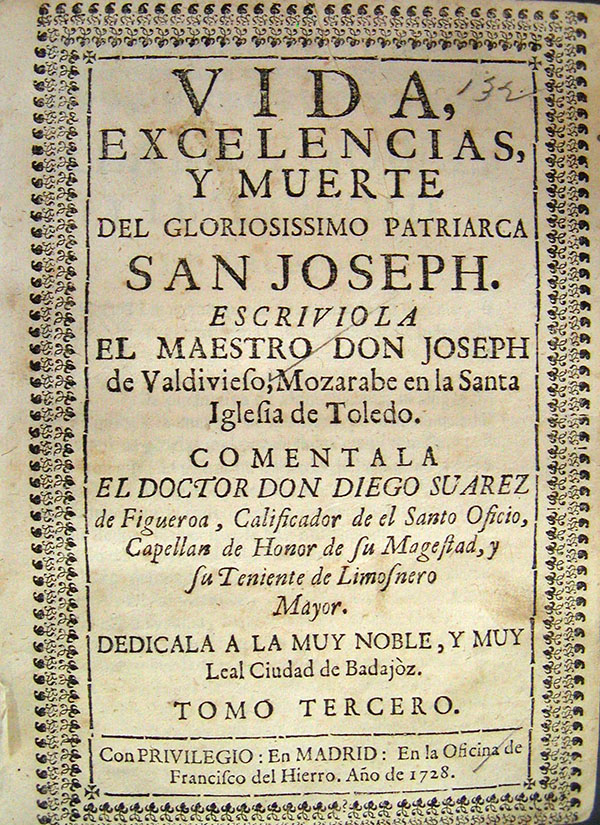 VIDA,
132
EXCELENCIAS,
Y MUERTE
DEL GLORIOSISSIMO PATRIARCA
SAN JOSEPH.
ESCRIVIOLA
EL MAESTRO DON JOSEPH
de Valdivieſo, Mozarabe en la Santa
Igleſia de Toledo.
COMENTALA
EL DOCTOR DON DIEGO SUAREZ
de Figueroa, Calificador de el Santo Oficio,
Capellan de Honor de ſu Mageſtad, y
ſu Teniente de Limoſnero
Mayor.
DEDICALA A LA MUY NOBLE, Y MUY
Leal Ciudad de Badajòz.
TOMO TERCERO.
Con PRIVILEGIO: En MADRID: En la Oficina de
Franciſco del Hierro. Año de 1728.